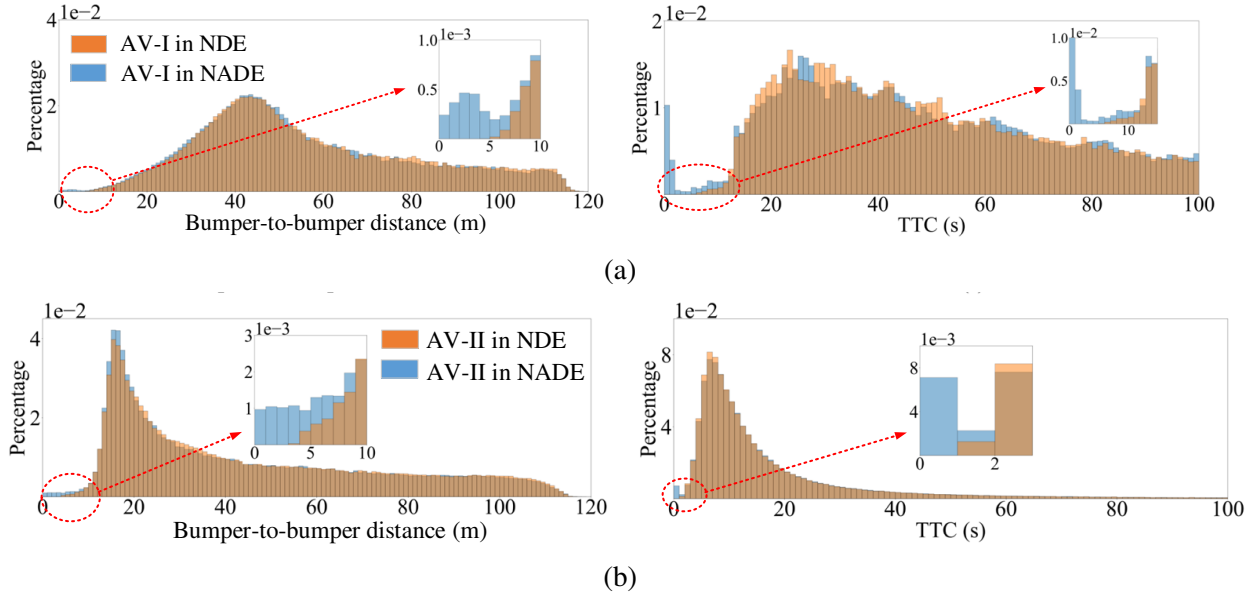 4 1e-2
AV-I in NDE
AV-I in NADE
Percentage
2
0 20 40 60 80 100 120
Bumper-to-bumper distance (m)
1.0 1e-3
0.5
0 5 10
2 1e-2
Percentage
1
20 40 60 80 100
TTC (s)
1.0 1e-2
0.5
0 10
(a)
1e-2
4
AV-II in NDE
AV-II in NADE
Percentage
2
0 20 40 60 80 100 120
Bumper-to-bumper distance (m)
3 1e-3
2
1
0 5 10
1e-2
8
Percentage
4
0 20 40 60 80 100
TTC (s)
1e-3
8
4
0 2
(b)